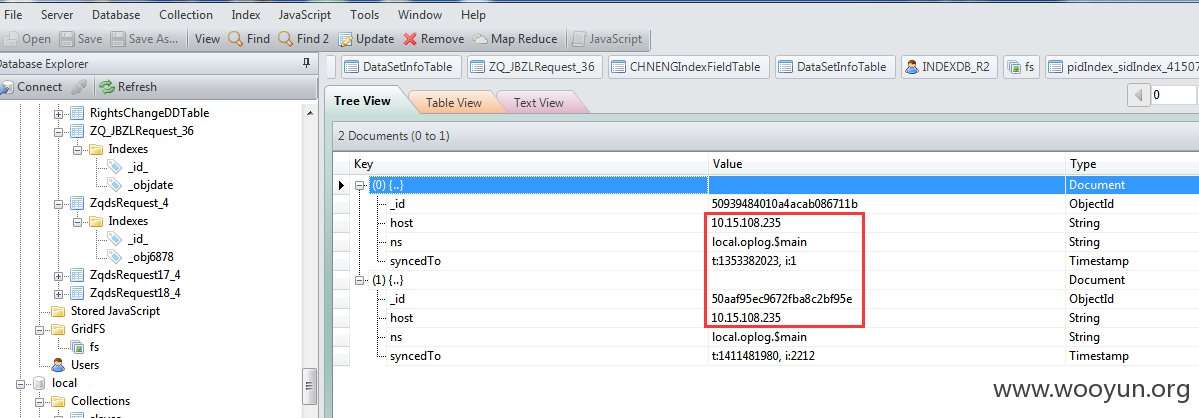 File Server Database Collection Index JavaScript Tools Window Help
Open Save Save As... View Find Find 2 Update Remove Map Reduce JavaScript
Database Explorer
Connect Refresh
DataSetInfoTable ZQ_JBZLRequest_36 CHNENGIndexFieldTable DataSetInfoTable INDEXDB_R2 fs pidIndex_sidIndex_41507
Tree View Table View Text View 0
2 Documents (0 to 1)
Key Value Type
(0) {..} Document
_id 50939484010a4acab086711b ObjectId
host 10.15.108.235 String
ns local.oplog.$main String
syncedTo t:1353382023, i:1 Timestamp
(1) {..} Document
_id 50aaf95ec9672fba8c2bf95e ObjectId
host 10.15.108.235 String
ns local.oplog.$main String
syncedTo t:1411481980, i:2212 Timestamp
RightsChangeDDTable
ZQ_JBZLRequest_36
Indexes
_id_
_objdate
ZqdsRequest_4
Indexes
_id_
_obj6878
ZqdsRequest17_4
ZqdsRequest18_4
Stored JavaScript
GridFS
fs
Users
local
Collections
www.wooyun.org